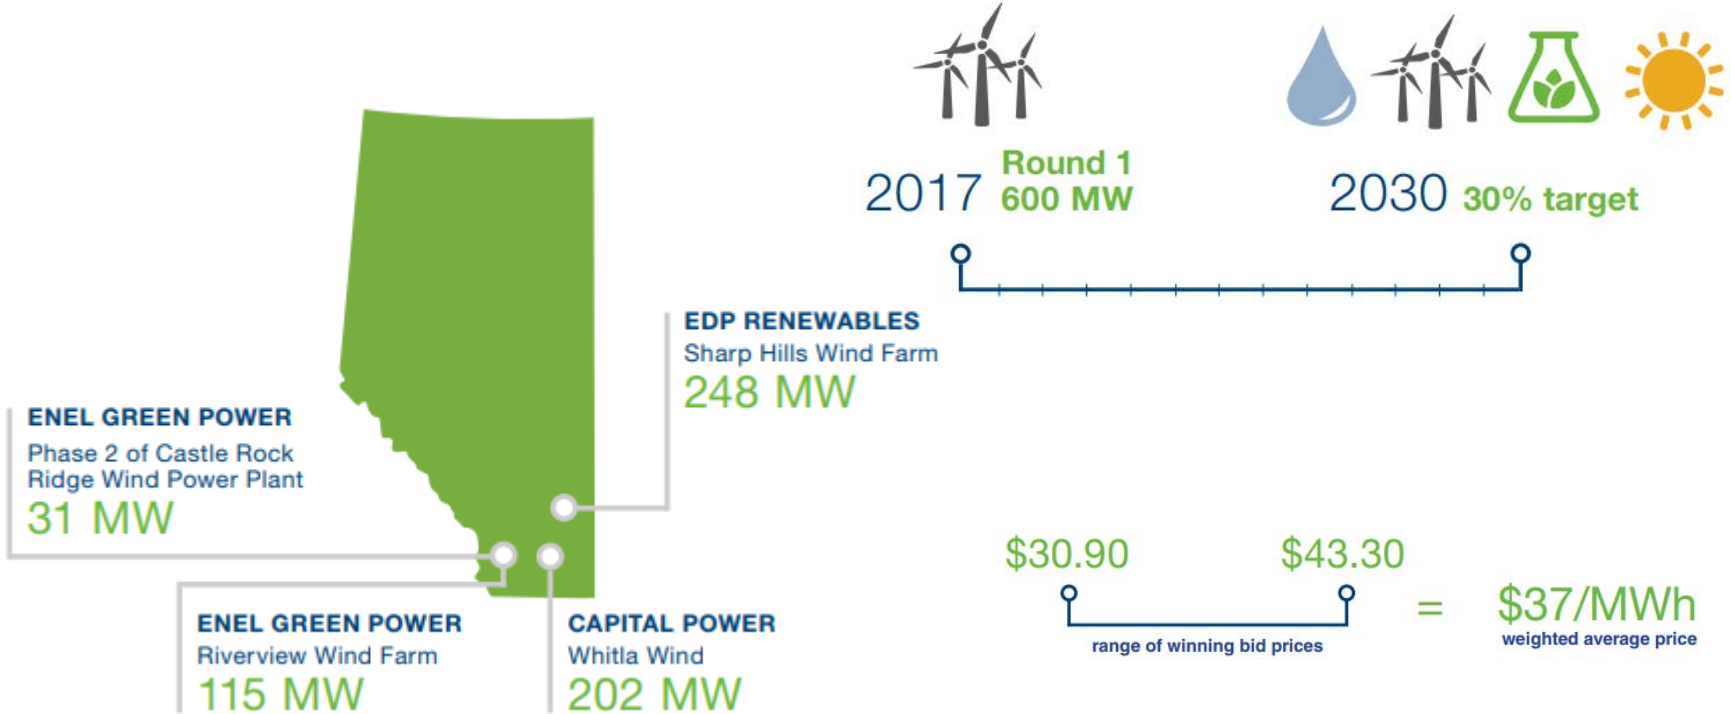 2017
Round 1
600 MW
2030 30% target
EDP RENEWABLES
Sharp Hills Wind Farm
248 MW
ENEL GREEN POWER
Phase 2 of Castle Rock
Ridge Wind Power Plant
31 MW
ENEL GREEN POWER
Riverview Wind Farm
115 MW
CAPITAL POWER
Whitla Wind
202 MW
$30.90
$43.30
range of winning bid prices
=
$37/MWh
weighted average price